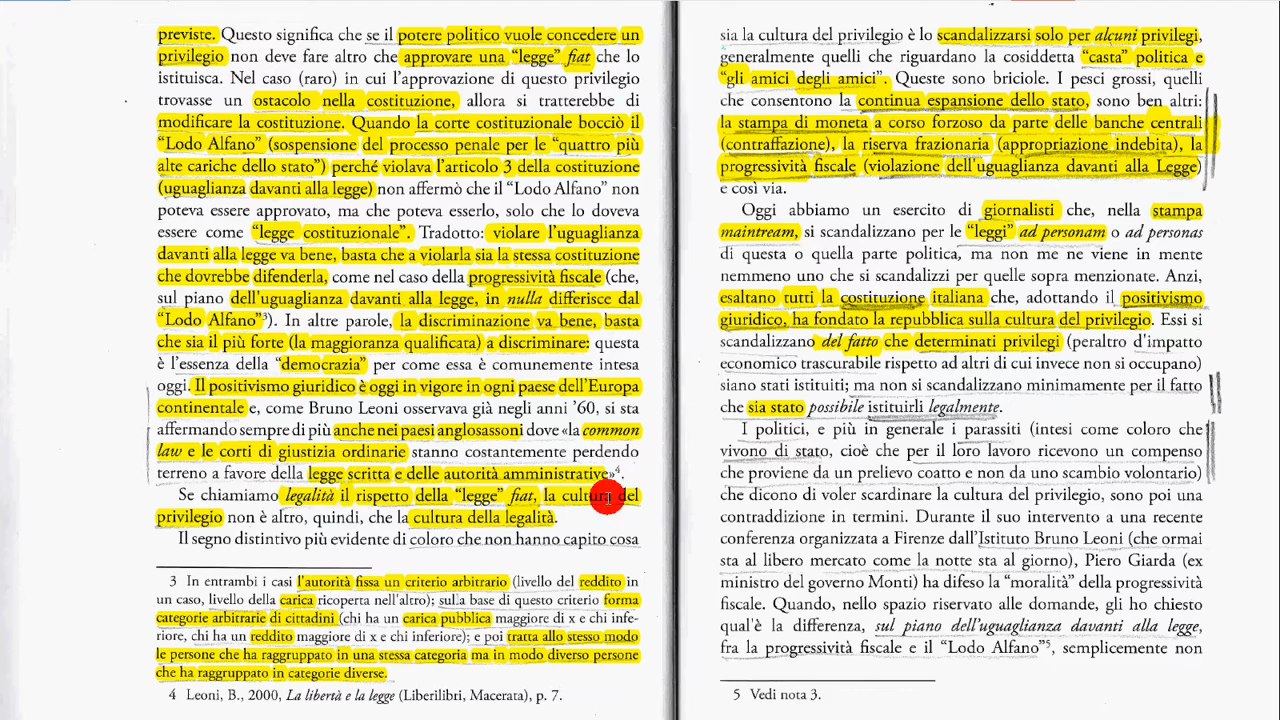 previste. Questo significa che se il potere politico vuole concedere un
privilegio non deve fare altro che approvare una “legge” fiat che lo
istituisca. Nel caso (raro) in cui l’approvazione di questo privilegio
trovasse un ostacolo nella costituzione, allora si tratterebbe di
modificare la costituzione. Quando la corte costituzionale bocciò il
“Lodo Alfano” (sospensione del processo penale per le “quattro più
alte cariche dello stato”) perché violava l’articolo 3 della costituzione
(uguaglianza davanti alla legge) non affermò che il “Lodo Alfano” non
poteva essere approvato, ma che poteva esserlo, solo che lo doveva
essere come “legge costituzionale”. Tradotto: violare l’uguaglianza
davanti alla legge va bene, basta che a violarla sia la stessa costituzione
che dovrebbe difenderla, come nel caso della progressività fiscale (che,
sul piano dell’uguaglianza davanti alla legge, in nulla differisce dal
“Lodo Alfano”3). In altre parole, la discriminazione va bene, basta
che sia il più forte (la maggioranza qualificata) a discriminare: questa
è l’essenza della “democrazia” per come essa è comunemente intesa
oggi. Il positivismo giuridico è oggi in vigore in ogni paese dell’Europa
continentale e, come Bruno Leoni osservava già negli anni ’60, si sta
affermando sempre di più anche nei paesi anglosassoni dove «la common
law e le corti di giustizia ordinarie stanno costantemente perdendo
terreno a favore della legge scritta e delle autorità amministrative»4.
Se chiamiamo legalità il rispetto della “legge” fiat, la cultura del
privilegio non è altro, quindi, che la cultura della legalità.
Il segno distintivo più evidente di coloro che non hanno capito cosa
3 In entrambi i casi l’autorità fissa un criterio arbitrario (livello del reddito in
un caso, livello della carica ricoperta nell’altro); sulla base di questo criterio forma
categorie arbitrarie di cittadini (chi ha un carica pubblica maggiore di x e chi infe-
riore, chi ha un reddito maggiore di x e chi inferiore); e poi tratta allo stesso modo
le persone che ha raggruppato in una stessa categoria ma in modo diverso persone
che ha raggruppato in categorie diverse.
4 Leoni, B., 2000, La libertà e la legge (Liberilibri, Macerata), p. 7.
sia la cultura del privilegio è lo scandalizzarsi solo per alcuni privilegi,
generalmente quelli che riguardano la cosiddetta “casta” politica e
“gli amici degli amici”. Queste sono briciole. I pesci grossi, quelli
che consentono la continua espansione dello stato, sono ben altri:
la stampa di moneta a corso forzoso da parte delle banche centrali
(contraffazione), la riserva frazionaria (appropriazione indebita), la
progressività fiscale (violazione dell’uguaglianza davanti alla Legge)
e così via.
Oggi abbiamo un esercito di giornalisti che, nella stampa
maintream, si scandalizzano per le “leggi” ad personam o ad personas
di questa o quella parte politica, ma non me ne viene in mente
nemmeno uno che si scandalizzi per quelle sopra menzionate. Anzi,
esaltano tutti la costituzione italiana che, adottando il positivismo
giuridico, ha fondato la repubblica sulla cultura del privilegio. Essi si
scandalizzano del fatto che determinati privilegi (peraltro d’impatto
economico trascurabile rispetto ad altri di cui invece non si occupano)
siano stati istituiti; ma non si scandalizzano minimamente per il fatto
che sia stato possibile istituirli legalmente.
I politici, e più in generale i parassiti (intesi come coloro che
vivono di stato, cioè che per il loro lavoro ricevono un compenso
che proviene da un prelievo coatto e non da uno scambio volontario)
che dicono di voler scardinare la cultura del privilegio, sono poi una
contraddizione in termini. Durante il suo intervento a una recente
conferenza organizzata a Firenze dall’Istituto Bruno Leoni (che ormai
sta al libero mercato come la notte sta al giorno), Piero Giarda (ex
ministro del governo Monti) ha difeso la “moralità” della progressività
fiscale. Quando, nello spazio riservato alle domande, gli ho chiesto
qual’è la differenza, sul piano dell’uguaglianza davanti alla legge,
fra la progressività fiscale e il “Lodo Alfano”5, semplicemente non
5 Vedi nota 3.